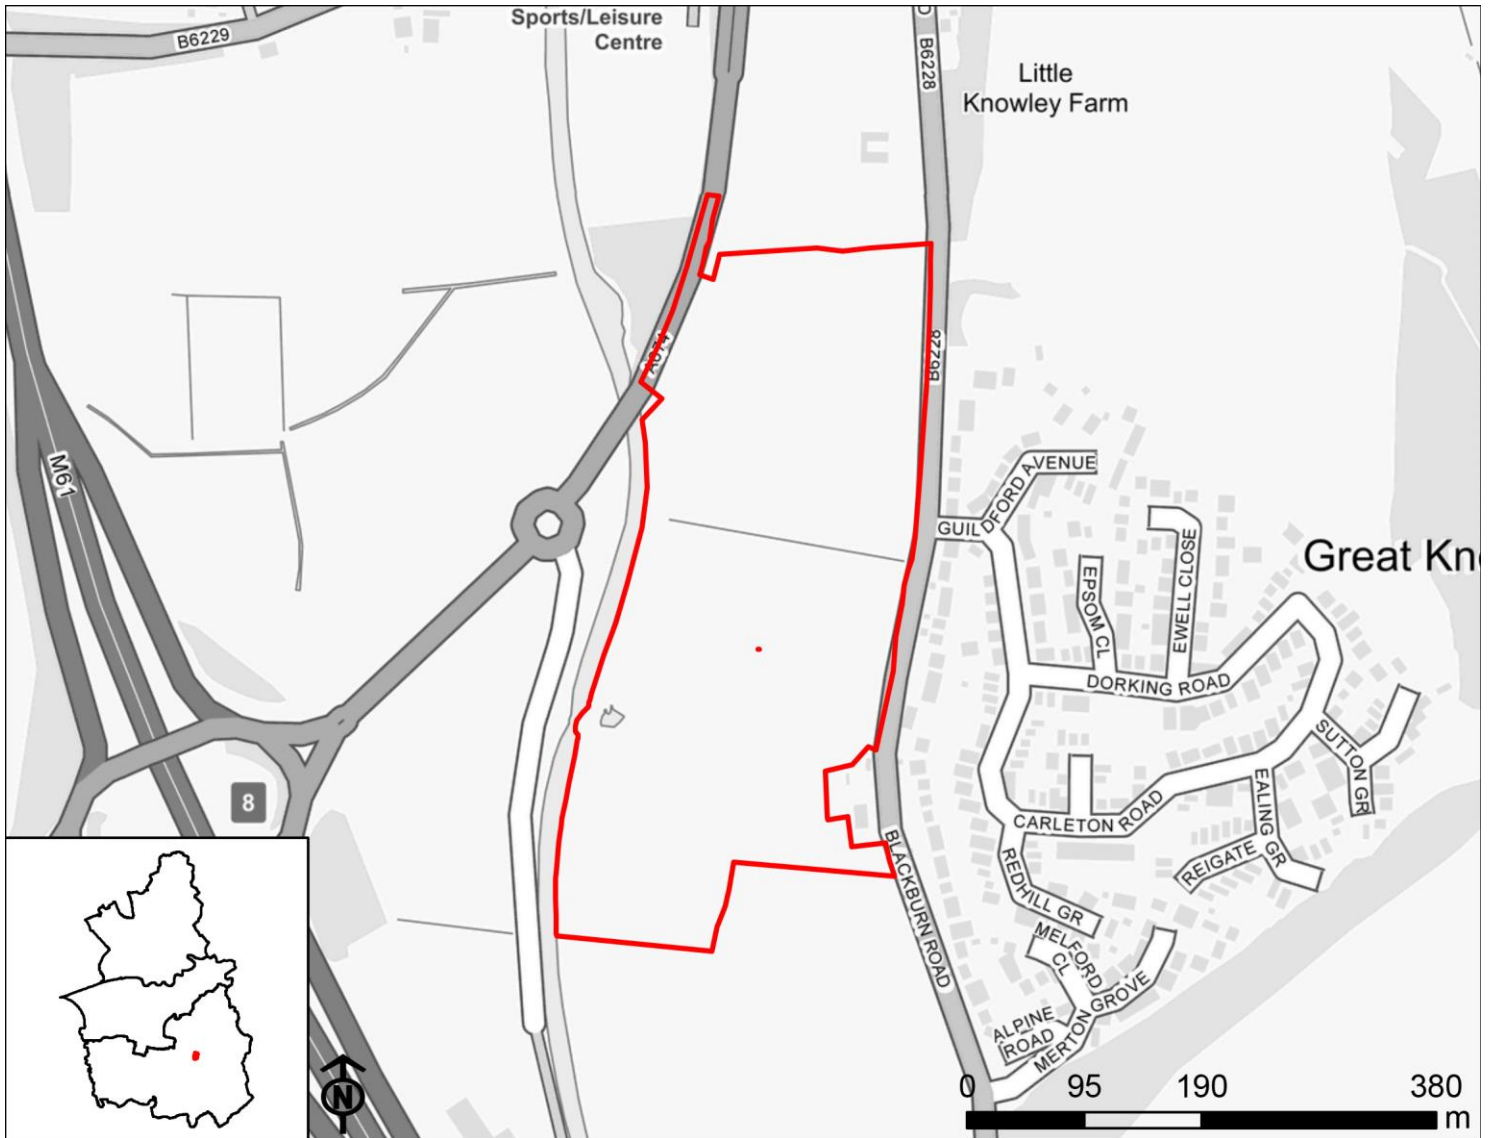 Sports/Leisure
Centre
B6229
B6228
Little
Knowley Farm
A674
B6228
M61
GUILDFORD AVENUE
Great Kn
EPSOM CL
EWELL CLOSE
DORKING ROAD
SUTTON GR
8
CARLETON ROAD
EALING GR
BLACKBURN ROAD
REDHILL GR
REIGATE
MELFORD
CL
MERTON GROVE
ALPINE
ROAD
N
0 95 190 380
m